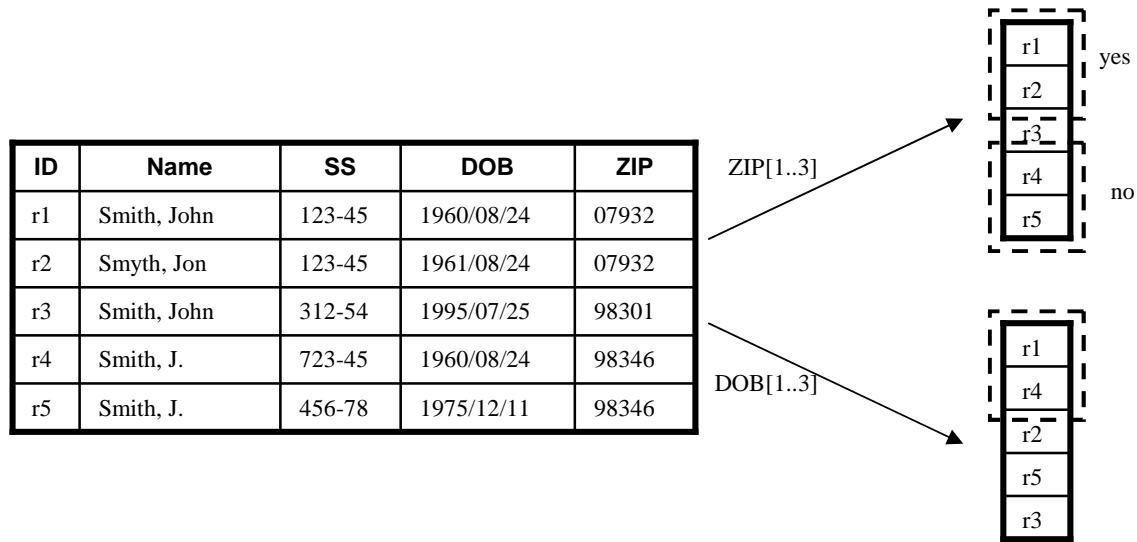 ID Name SS DOB ZIP
r1 Smith, John 123-45 1960/08/24 07932
r2 Smyth, Jon 123-45 1961/08/24 07932
r3 Smith, John 312-54 1995/07/25 98301
r4 Smith, J. 723-45 1960/08/24 98346
r5 Smith, J. 456-78 1975/12/11 98346
ZIP[1..3]
DOB[1..3]
r1
yes
r2
r3
r4
no
r5
r1
r4
r2
r5
r3